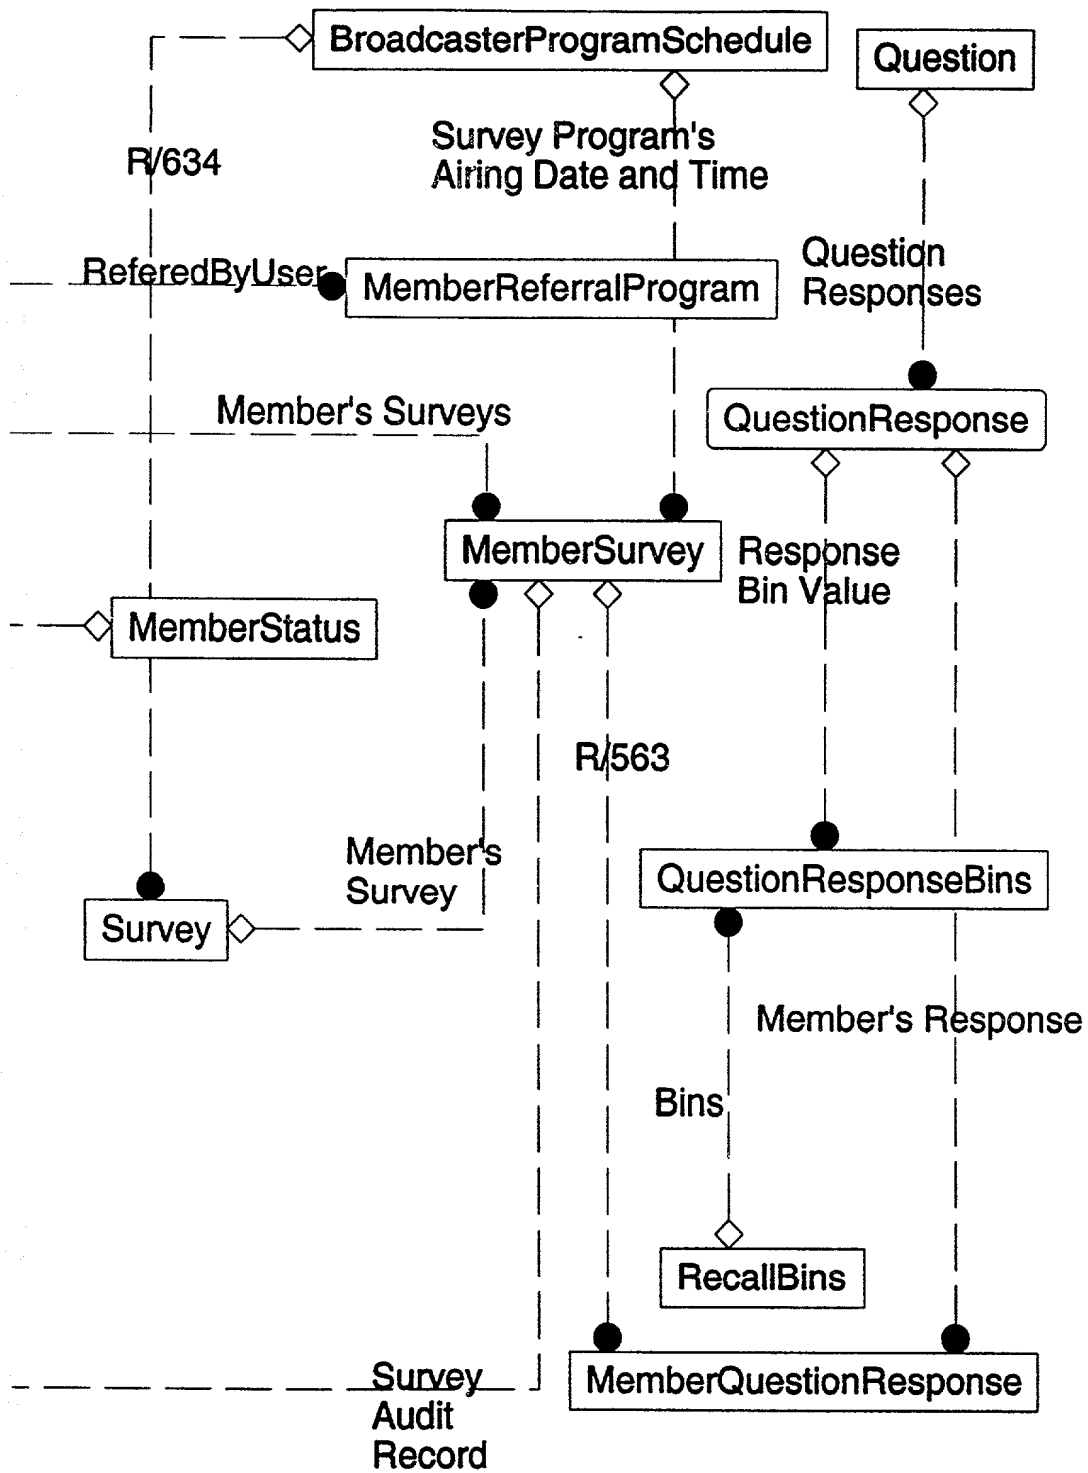 BroadcasterProgramSchedule
Question
Survey Program's
Airing Date and Time
R/634
Question
Responses
ReferedByUser
MemberReferralProgram
Member's Surveys
QuestionResponse
MemberSurvey
Response
Bin Value
MemberStatus
R/563
Member's
Survey
QuestionResponseBins
Survey
Member's Response
Bins
RecallBins
MemberQuestionResponse
Survey
Audit
Record